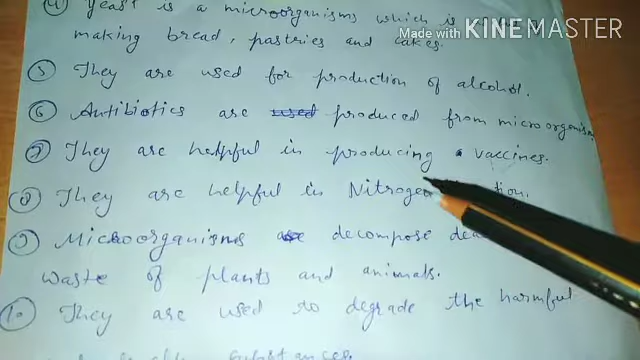 ④ Yeast is a microorganisms which is
Made with KINEMASTER
making bread, pastries and cakes.
⑤ They are used for production of alcohol.
⑥ Antibiotics are used produced from microorganism
⑦ They are helpful in producing vaccines.
⑧ They are helpful in
⑨ Microorganisms decompose
waste of plants and animals.
⑩ They are used to degrade the harmful
substances.